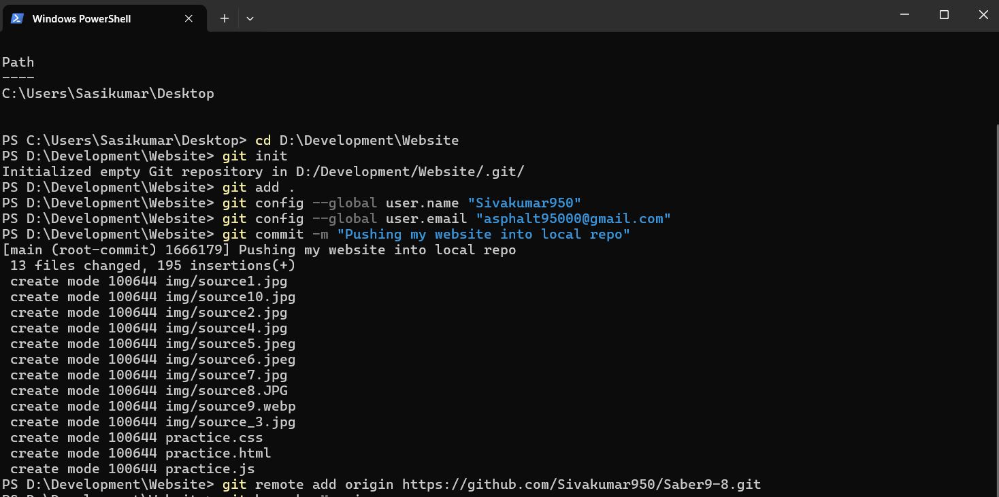 Windows PowerShell
Path
----
C:\Users\Sasikumar\Desktop
PS C:\Users\Sasikumar\Desktop> cd D:\Development\Website
PS D:\Development\Website> git init
Initialized empty Git repository in D:/Development/Website/.git/
PS D:\Development\Website> git add .
PS D:\Development\Website> git config --global user.name "Sivakumar950"
PS D:\Development\Website> git config --global user.email "asphalt95000@gmail.com"
PS D:\Development\Website> git commit -m "Pushing my website into local repo"
[main (root-commit) 1666179] Pushing my website into local repo
 13 files changed, 195 insertions(+)
 create mode 100644 img/source1.jpg
 create mode 100644 img/source10.jpg
 create mode 100644 img/source2.jpg
 create mode 100644 img/source4.jpg
 create mode 100644 img/source5.jpeg
 create mode 100644 img/source6.jpeg
 create mode 100644 img/source7.jpg
 create mode 100644 img/source8.JPG
 create mode 100644 img/source9.webp
 create mode 100644 img/source_3.jpg
 create mode 100644 practice.css
 create mode 100644 practice.html
 create mode 100644 practice.js
PS D:\Development\Website> git remote add origin https://github.com/Sivakumar950/Saber9-8.git